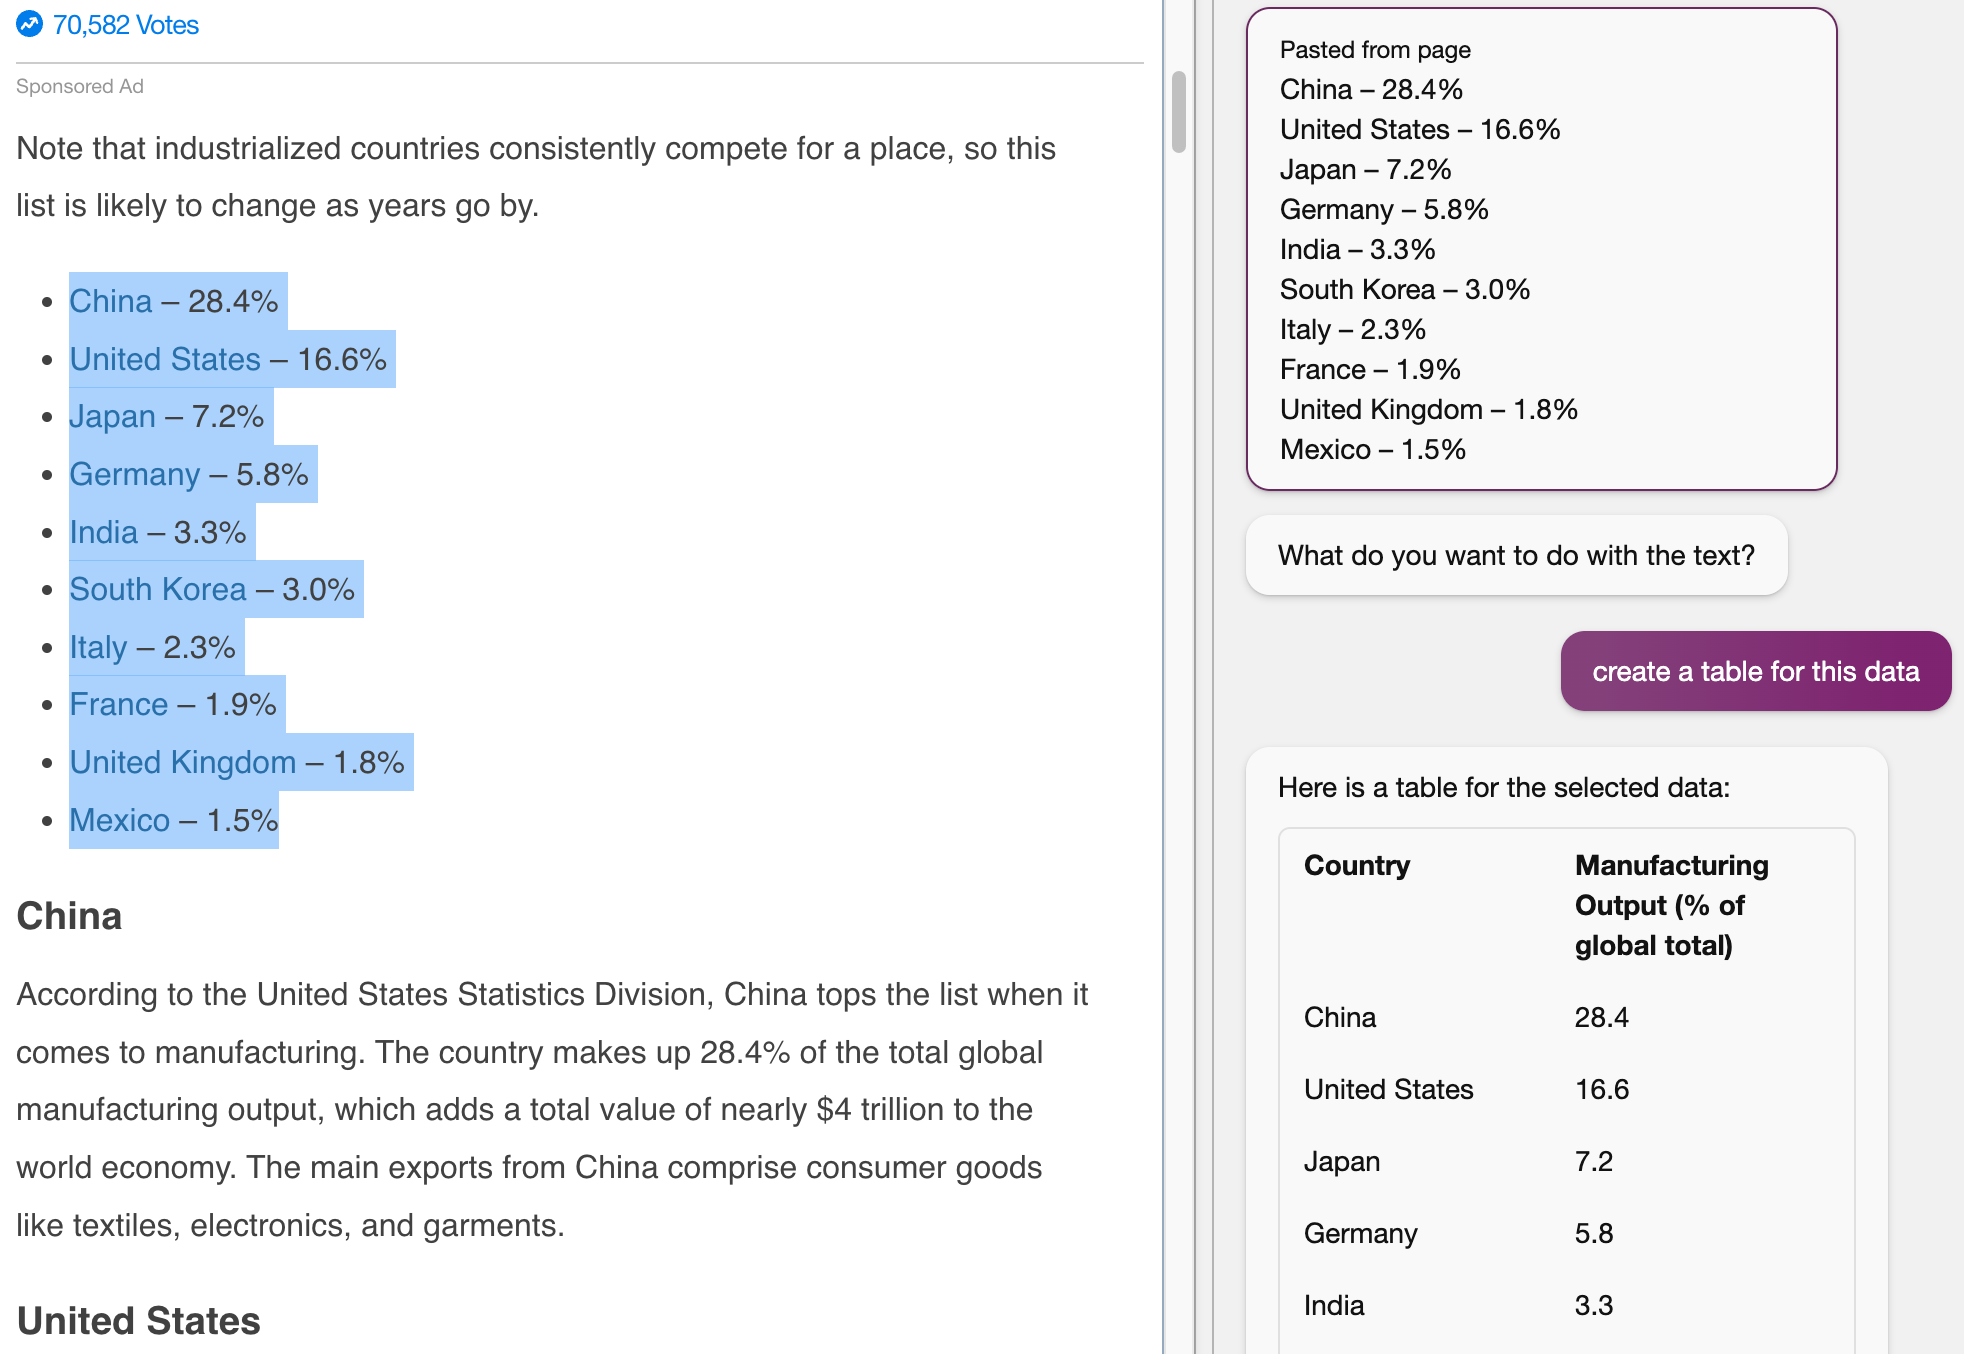 70,582 Votes
Sponsored Ad
Note that industrialized countries consistently compete for a place, so this
list is likely to change as years go by.
• China – 28.4%
• United States – 16.6%
• Japan – 7.2%
• Germany – 5.8%
• India – 3.3%
• South Korea – 3.0%
• Italy – 2.3%
• France – 1.9%
• United Kingdom – 1.8%
• Mexico – 1.5%
China
According to the United States Statistics Division, China tops the list when it
comes to manufacturing. The country makes up 28.4% of the total global
manufacturing output, which adds a total value of nearly $4 trillion to the
world economy. The main exports from China comprise consumer goods
like textiles, electronics, and garments.
United States
Pasted from page
China – 28.4%
United States – 16.6%
Japan – 7.2%
Germany – 5.8%
India – 3.3%
South Korea – 3.0%
Italy – 2.3%
France – 1.9%
United Kingdom – 1.8%
Mexico – 1.5%
What do you want to do with the text?
create a table for this data
Here is a table for the selected data:
Country Manufacturing
Output (% of
global total)
China 28.4
United States 16.6
Japan 7.2
Germany 5.8
India 3.3